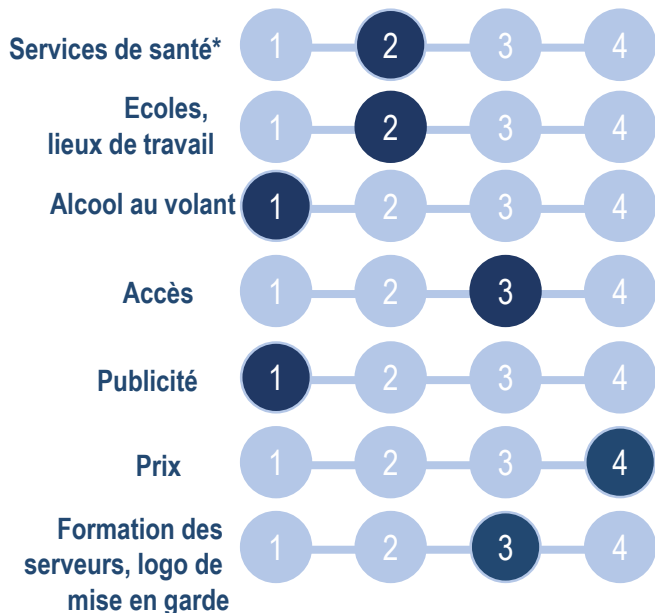 Services de santé* 1 2 3 4
Ecoles,
lieux de travail 1 2 3 4
Alcool au volant 1 2 3 4
Accès 1 2 3 4
Publicité 1 2 3 4
Prix 1 2 3 4
Formation des
serveurs, logo de 1 2 3 4
mise en garde